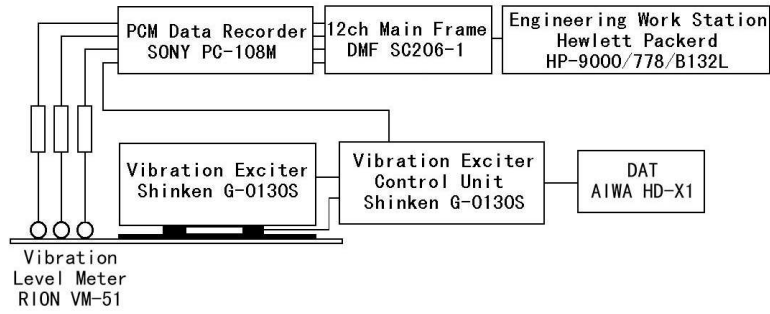 PCM Data Recorder
SONY PC-108M
12ch Main Frame
DMF SC206-1
Engineering Work Station
Hewlett Packerd
HP-9000/778/B132L
Vibration Exciter
Shinken G-0130S
Vibration Exciter
Control Unit
Shinken G-0130S
DAT
AIWA HD-X1
Vibration
Level Meter
RION VM-51